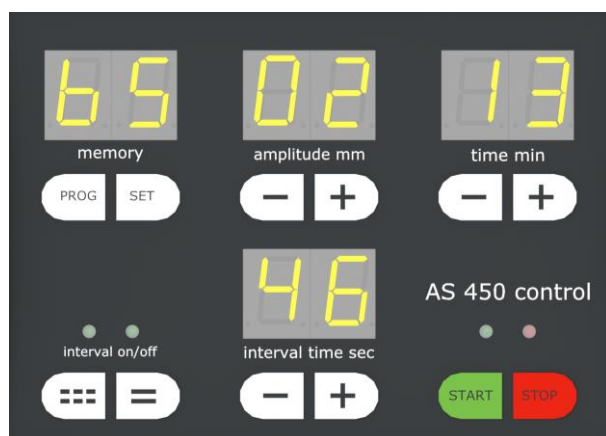 b5 02 13
memory amplitude mm time min
PROG SET − + − +
46
AS 450 control
interval on/off interval time sec
− + START STOP